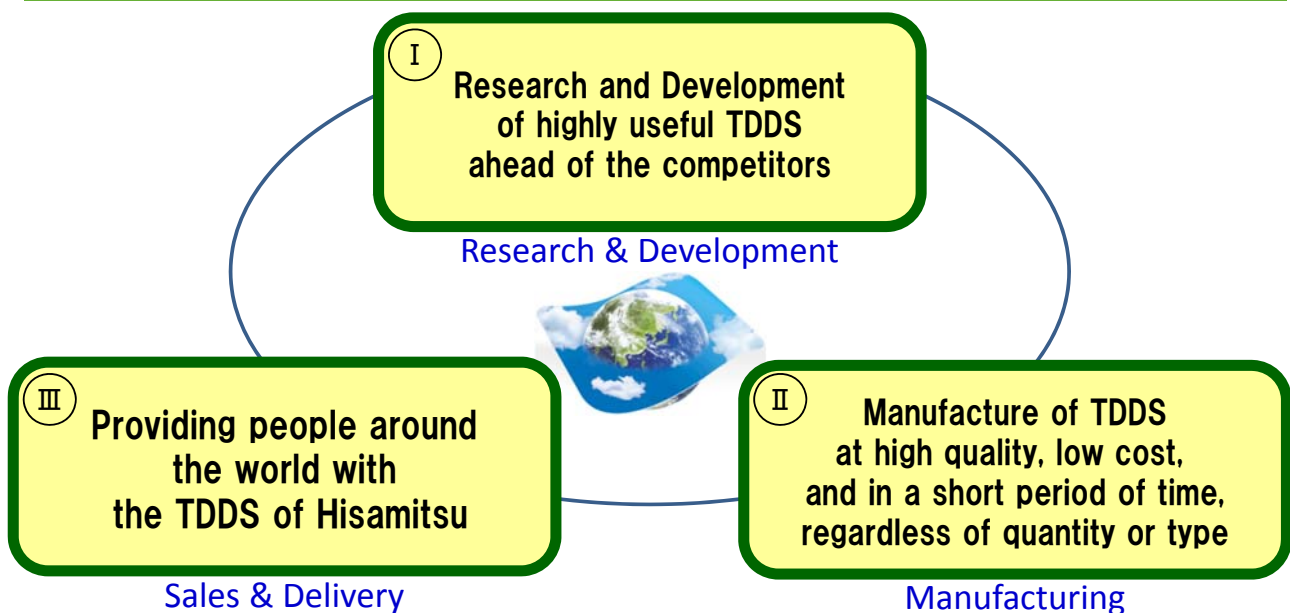 Ⅰ
Research and Development
of highly useful TDDS
ahead of the competitors
Research & Development
Ⅱ
Manufacture of TDDS
at high quality, low cost,
and in a short period of time,
regardless of quantity or type
Manufacturing
Ⅲ
Providing people around
the world with
the TDDS of Hisamitsu
Sales & Delivery